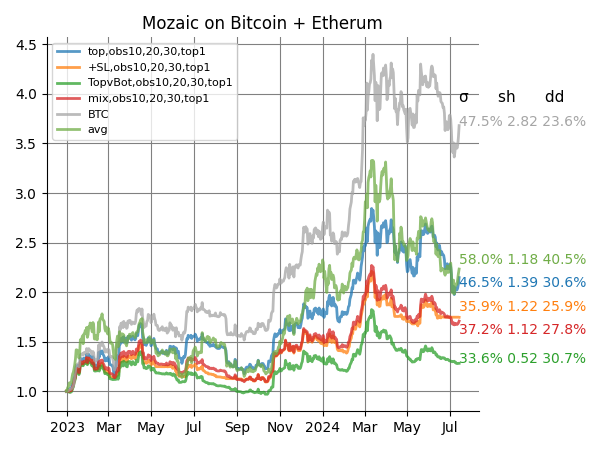 Mozaic on Bitcoin + Etherum
top,obs10,20,30,top1
+SL,obs10,20,30,top1
TopvBot,obs10,20,30,top1
mix,obs10,20,30,top1
BTC
avg
4.5
4.0
3.5
3.0
2.5
2.0
1.5
1.0
σ sh dd
47.5% 2.82 23.6%
58.0% 1.18 40.5%
46.5% 1.39 30.6%
35.9% 1.22 25.9%
37.2% 1.12 27.8%
33.6% 0.52 30.7%
2023 Mar May Jul Sep Nov 2024 Mar May Jul